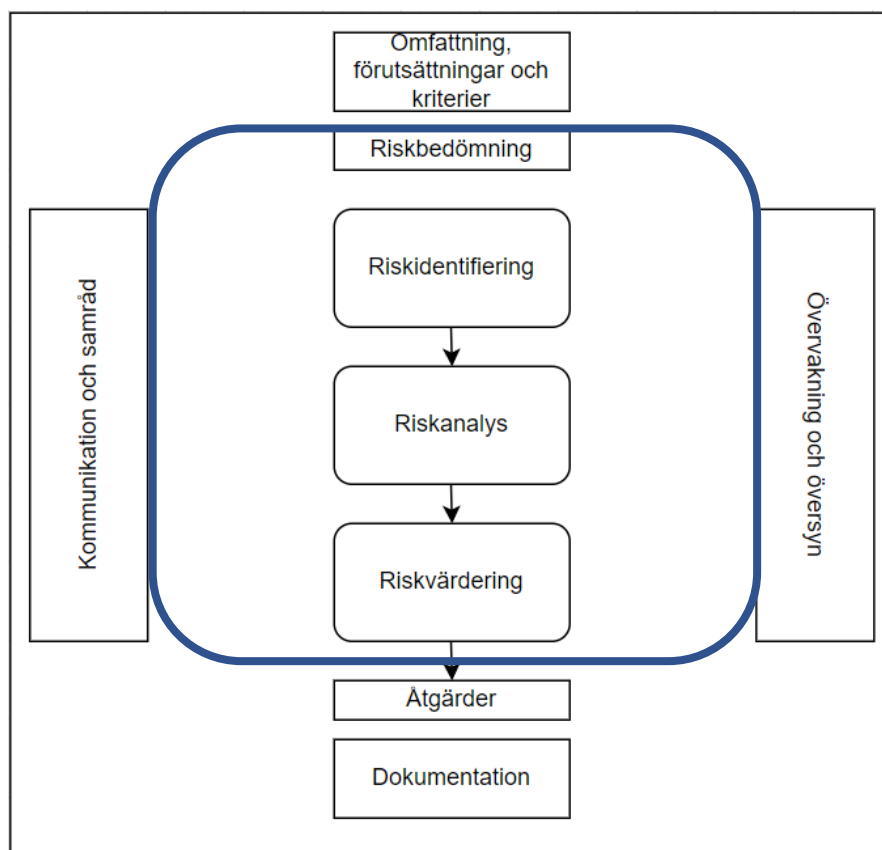 Omfattning,
förutsättningar och
kriterier
Riskbedömning
Kommunikation och samråd
Riskidentifiering
Riskanalys
Riskvärdering
Övervakning och översyn
Åtgärder
Dokumentation